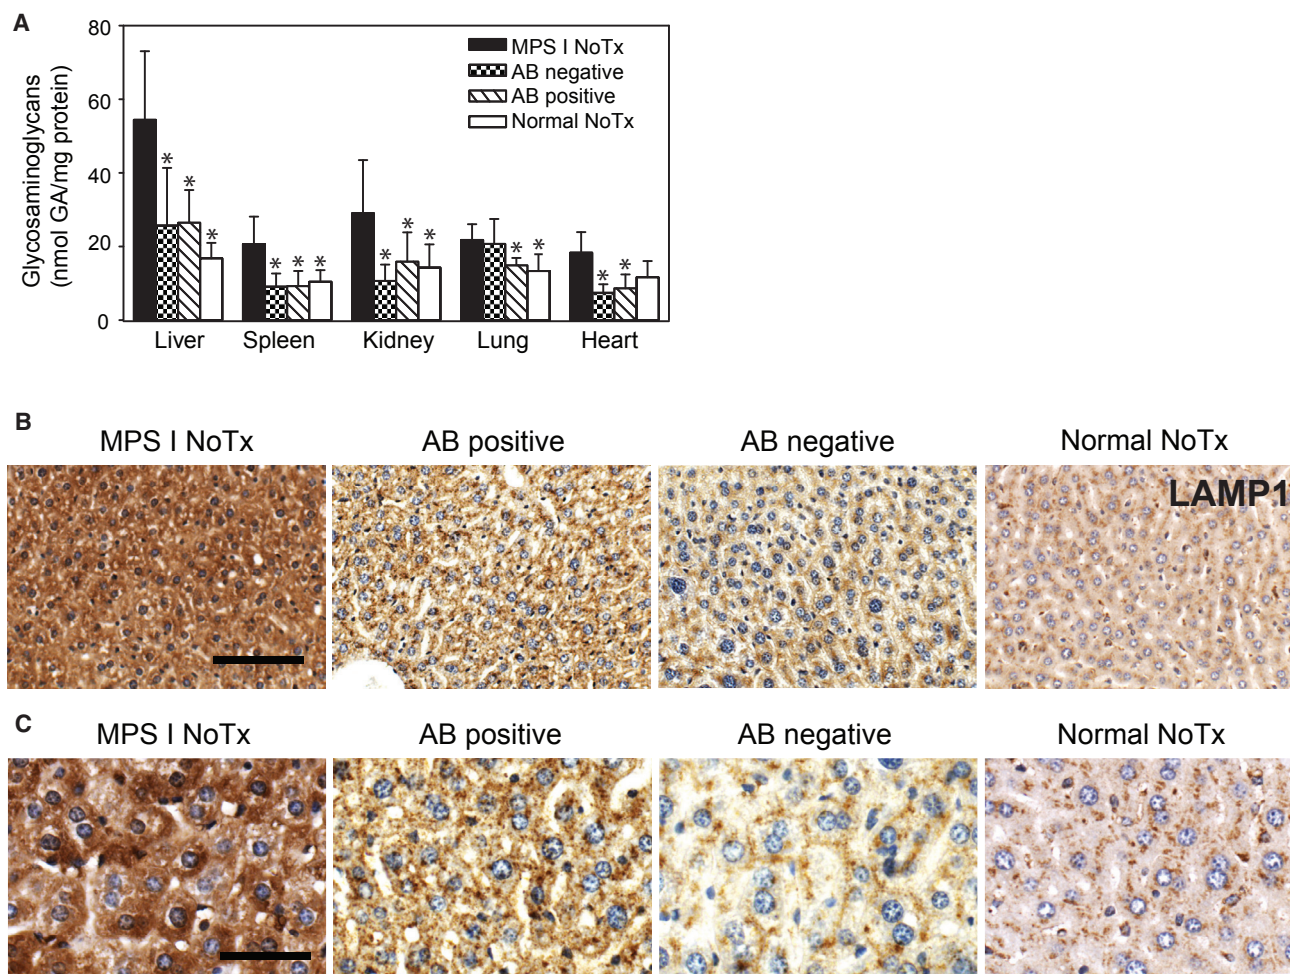 A
80
60
40
20
0
Glycosaminoglycans
(nmol GA/mg protein)
MPS I NoTx
AB negative
AB positive
Normal NoTx
* * *
* * *
* * *
* *
* *
Liver Spleen Kidney Lung Heart
B
MPS I NoTx AB positive AB negative Normal NoTx
LAMP1
C
MPS I NoTx AB positive AB negative Normal NoTx